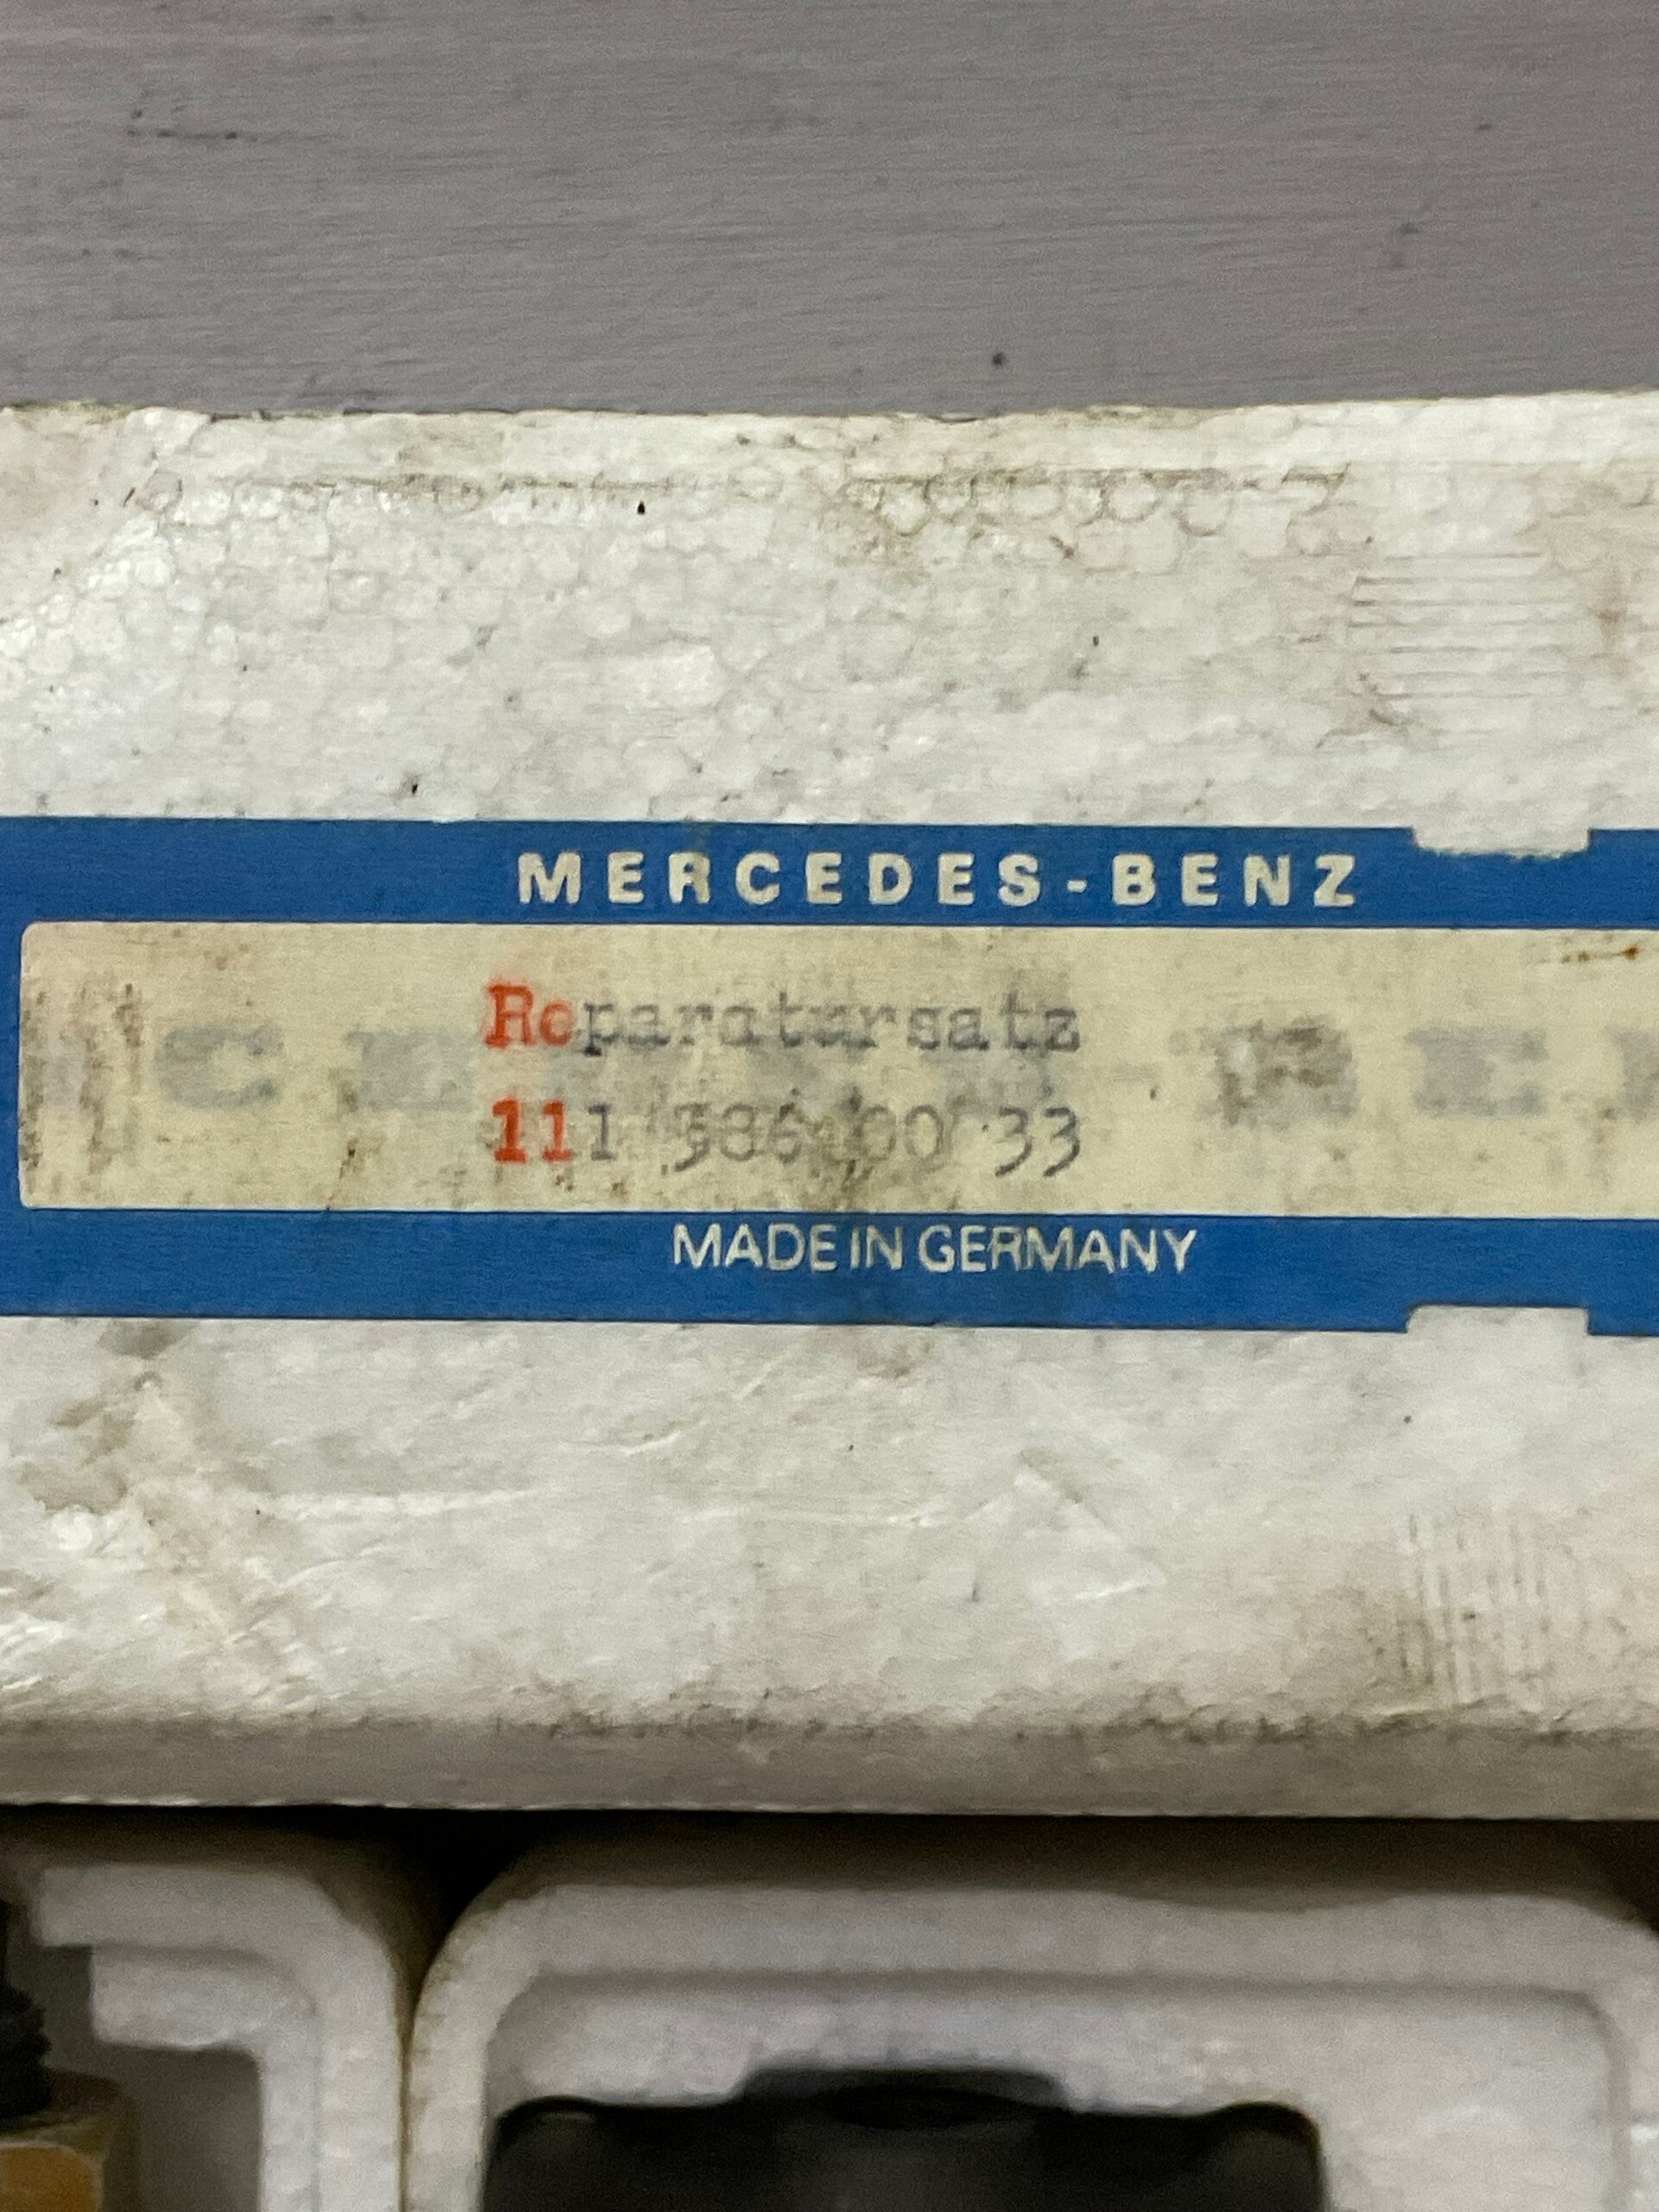 MERCEDES-BENZ
Reparatursatz
111 586 00 33
MADE IN GERMANY